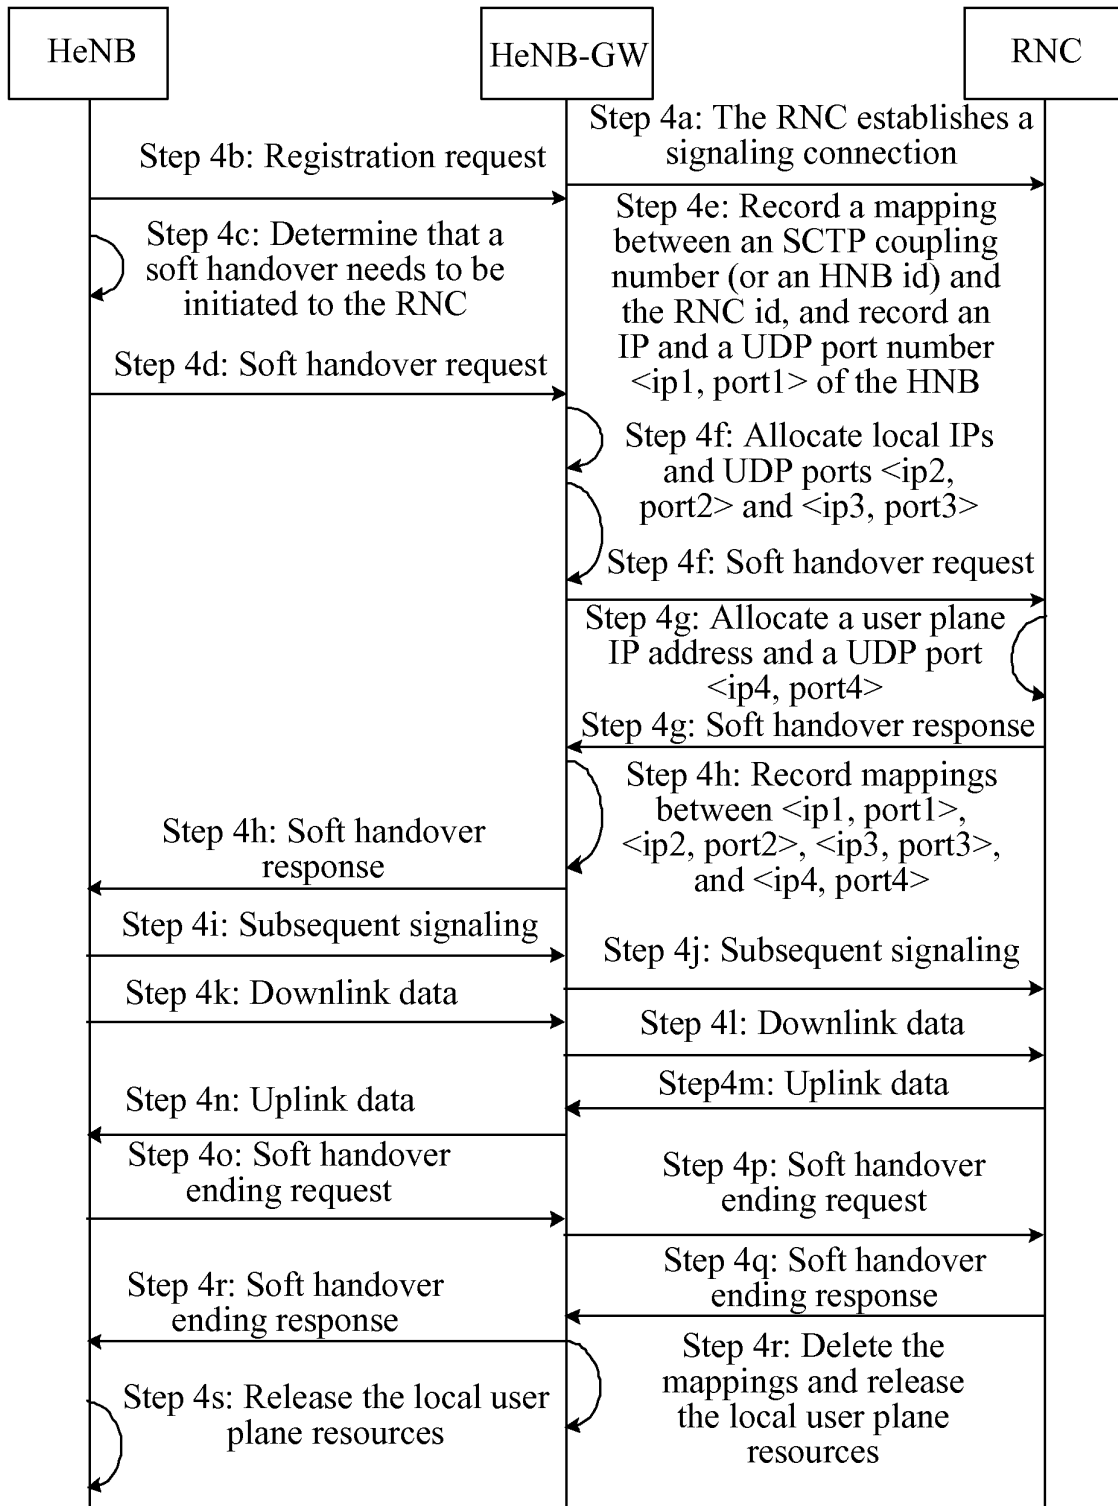 HeNB
HeNB-GW
RNC
Step 4a: The RNC establishes a
signaling connection
Step 4b: Registration request
Step 4c: Determine that a
soft handover needs to be
initiated to the RNC
Step 4d: Soft handover request
Step 4e: Record a mapping
between an SCTP coupling
number (or an HNB id) and
the RNC id, and record an
IP and a UDP port number
<ip1, port1> of the HNB
Step 4f: Allocate local IPs
and UDP ports <ip2,
port2> and <ip3, port3>
Step 4f: Soft handover request
Step 4g: Allocate a user plane
IP address and a UDP port
<ip4, port4>
Step 4g: Soft handover response
Step 4h: Record mappings
between <ip1, port1>,
<ip2, port2>, <ip3, port3>,
and <ip4, port4>
Step 4h: Soft handover
response
Step 4i: Subsequent signaling
Step 4j: Subsequent signaling
Step 4k: Downlink data
Step 4l: Downlink data
Step4m: Uplink data
Step 4n: Uplink data
Step 4o: Soft handover
ending request
Step 4p: Soft handover
ending request
Step 4q: Soft handover
ending response
Step 4r: Soft handover
ending response
Step 4r: Delete the
mappings and release
the local user plane
resources
Step 4s: Release the local user
plane resources